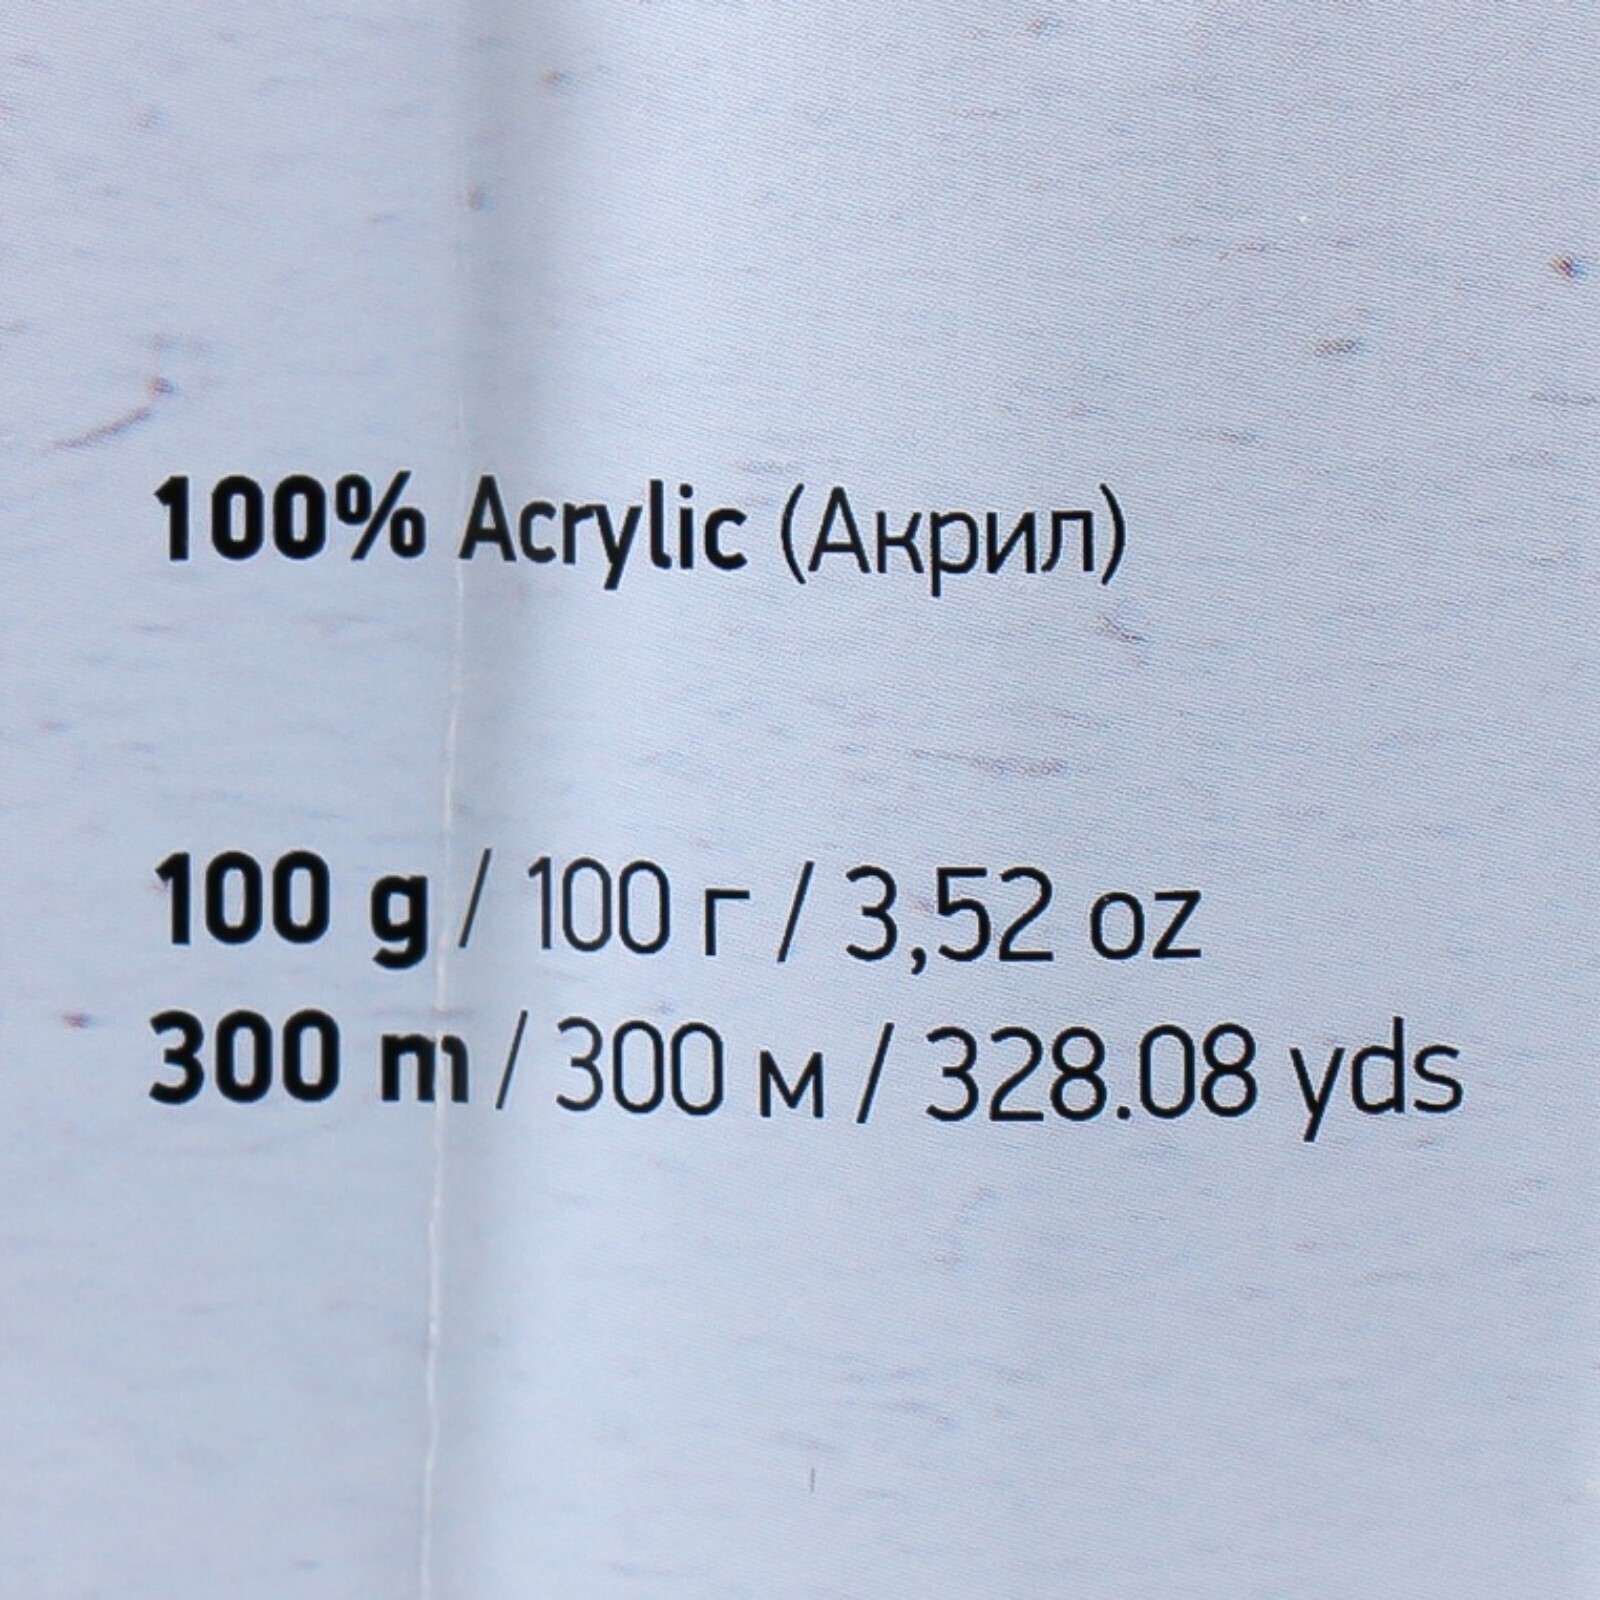 100% Acrylic (Акрил)
100 g / 100 г / 3,52 oz
300 m / 300 м / 328.08 yds